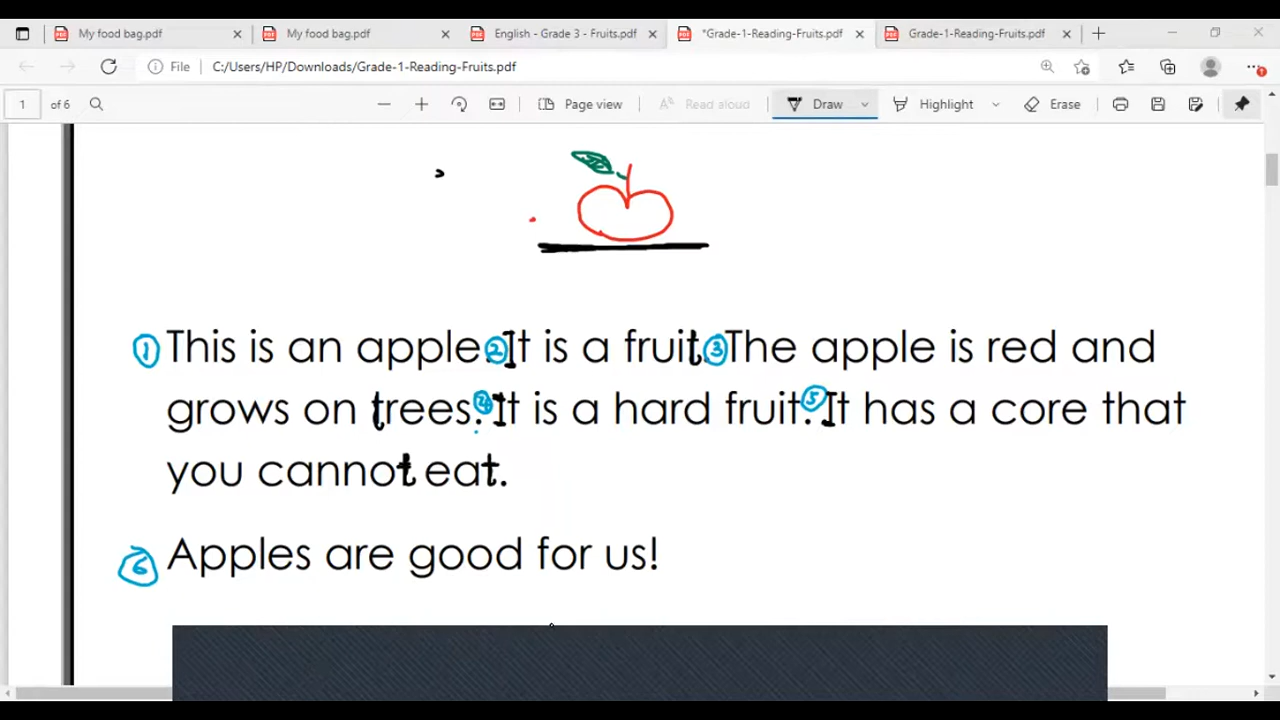 My food bag.pdf My food bag.pdf English - Grade 3 - Fruits.pdf *Grade-1-Reading-Fruits.pdf Grade-1-Reading-Fruits.pdf
File C:/Users/HP/Downloads/Grade-1-Reading-Fruits.pdf
1 of 6 Page view Read aloud Draw Highlight Erase
① This is an apple. ② It is a fruit. ③ The apple is red and
grows on trees. ④ It is a hard fruit. ⑤ It has a core that
you cannot eat.
⑥ Apples are good for us!